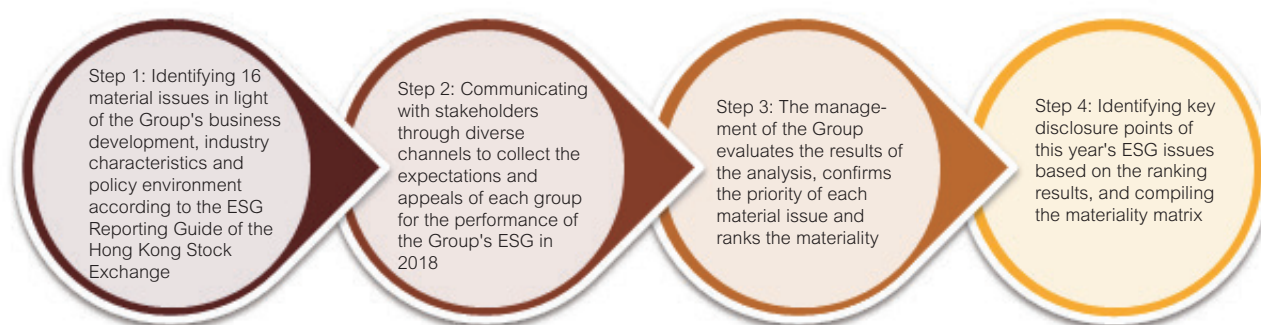 Step 1: Identifying 16
material issues in light
of the Group's business
development, industry
characteristics and
policy environment
according to the ESG
Reporting Guide of the
Hong Kong Stock
Exchange
Step 2: Communicating
with stakeholders
through diverse
channels to collect the
expectations and
appeals of each group
for the performance of
the Group's ESG in
2018
Step 3: The manage-
ment of the Group
evaluates the results of
the analysis, confirms
the priority of each
material issue and
ranks the materiality
Step 4: Identifying key
disclosure points of
this year's ESG issues
based on the ranking
results, and compiling
the materiality matrix